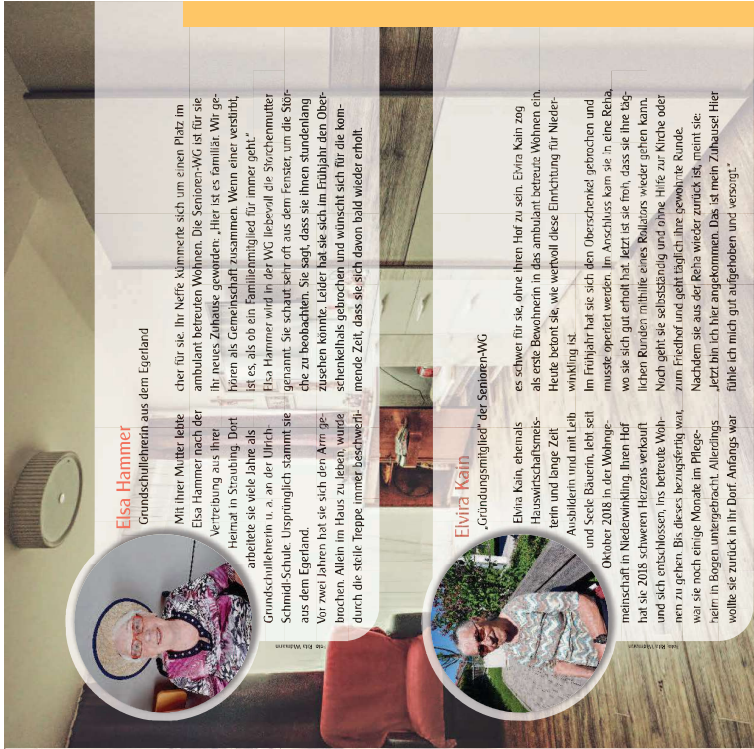 Elsa Hammer
Grundschullehrerin aus dem Egerland
Mit ihrer Mutter lebte
Elsa Hammer nach der
Vertreibung aus ihrer
Heimat in Straubing. Dort
arbeitete sie viele Jahre als
Grundschullehrerin u. a. an der Ulrich-
Schmidl-Schule. Ursprünglich stammt sie
aus dem Egerland.
Vor zwei Jahren hat sie sich den Arm ge-
brochen. Allein im Haus zu leben, wurde
durch die steile Treppe immer beschwerli-
cher für sie. Ihr Neffe kümmerte sich um einen Platz im
ambulant betreuten Wohnen. Die Senioren-WG ist für sie
Ihr neues Zuhause geworden: „Hier ist es familiär. Wir ge-
hören als Gemeinschaft zusammen. Wenn einer verstirbt,
ist es, als ob ein Familienmitglied für immer geht.“
Elsa Hammer wird in der WG liebevoll die Storchenmutter
genannt. Sie schaut sehr oft aus dem Fenster, um die Stör-
che zu beobachten. Sie sagt, dass sie ihnen stundenlang
zusehen könnte. Leider hat sie sich im Frühjahr den Ober-
schenkelhals gebrochen und wünscht sich für die kom-
mende Zeit, dass sie sich davon bald wieder erholt.
Foto: Rita Widmann
Elvira Kain
„Gründungsmitglied“ der Senioren-WG
Elvira Kain, ehemals
Hauswirtschaftsmeis-
terin und lange Zeit
Ausbilderin und mit Leib
und Seele Bäuerin, lebt seit
Oktober 2018 in der Wohnge-
meinschaft in Niederwinkling. Ihren Hof
hat sie 2018 schweren Herzens verkauft
und sich entschlossen, ins betreute Woh-
nen zu gehen. Bis dieses bezugsfertig war,
war sie noch einige Monate im Pflege-
heim in Bogen untergebracht. Allerdings
wollte sie zurück in ihr Dorf. Anfangs war
es schwer für sie, ohne ihren Hof zu sein. Elvira Kain zog
als erste Bewohnerin in das ambulant betreute Wohnen ein.
Heute betont sie, wie wertvoll diese Einrichtung für Nieder-
winkling ist.
Im Frühjahr hat sie sich den Oberschenkel gebrochen und
musste operiert werden. Im Anschluss kam sie in eine Reha,
wo sie sich gut erholt hat. Jetzt ist sie froh, dass sie ihre täg-
lichen Runden mithilfe eines Rollators wieder gehen kann.
Noch geht sie selbstständig und ohne Hilfe zur Kirche oder
zum Friedhof und geht täglich ihre gewohnte Runde.
Nachdem sie aus der Reha wieder zurück ist, meint sie:
„Jetzt bin ich hier angekommen. Das ist mein Zuhause! Hier
fühle ich mich gut aufgehoben und versorgt.“
Foto: Rita Widmann